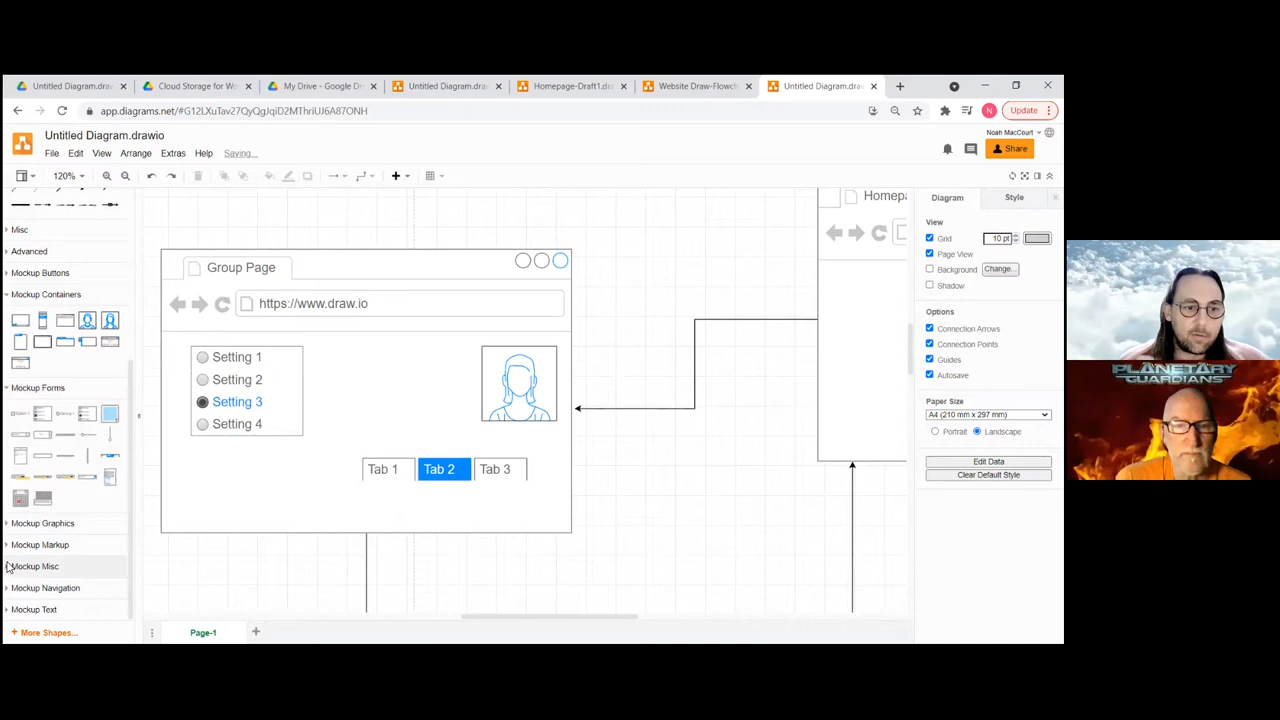 Untitled Diagram.draw
Cloud Storage for Wo
My Drive - Google Dr
Untitled Diagram.draw
Homepage-Draft1.dra
Website Draw-Flowch
Untitled Diagram.draw
app.diagrams.net/#G12LXuTav27QyQgJqiD2MThriUJ6A87ONH
Update
Untitled Diagram.drawio
Noah MacCourt
N
File Edit View Arrange Extras Help Saving...
Share
120%
Misc
Advanced
Mockup Buttons
Mockup Containers
Mockup Forms
Mockup Graphics
Mockup Markup
Mockup Misc
Mockup Navigation
Mockup Text
+ More Shapes...
Group Page
https://www.draw.io
Setting 1
Setting 2
Setting 3
Setting 4
Tab 1 Tab 2 Tab 3
Homepa
Page-1
Diagram Style
View
Grid 10 pt
Page View
Background Change...
Shadow
Options
Connection Arrows
Connection Points
Guides
Autosave
Paper Size
A4 (210 mm x 297 mm)
Portrait Landscape
Edit Data
Clear Default Style
PLANETARY
GUARDIANS